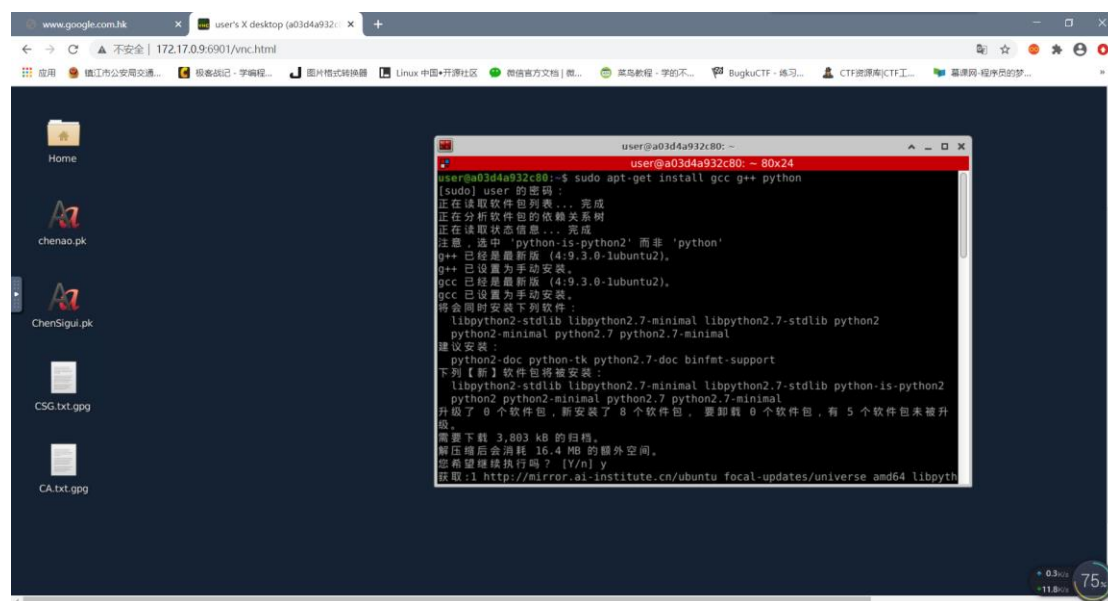 www.google.com.hk
user's X desktop (a03d4a932c
不安全 | 172.17.0.9:6901/vnc.html
应用
镇江市公安局交通...
极客战记 - 学编程...
图片格式转换器
Linux 中国•开源社区
微信官方文档 | 微...
菜鸟教程 - 学的不...
BugkuCTF - 练习...
CTF资源库|CTF工...
慕课网-程序员的梦...
Home
chenao.pk
ChenSigui.pk
CSG.txt.gpg
CA.txt.gpg
user@a03d4a932c80: ~
user@a03d4a932c80: ~ 80x24
user@a03d4a932c80:~$ sudo apt-get install gcc g++ python
[sudo] user 的密码：
正在读取软件包列表... 完成
正在分析软件包的依赖关系树
正在读取状态信息... 完成
注意，选中 'python-is-python2' 而非 'python'
g++ 已经是最新版 (4:9.3.0-1ubuntu2)。
g++ 已设置为手动安装。
gcc 已经是最新版 (4:9.3.0-1ubuntu2)。
gcc 已设置为手动安装。
将会同时安装下列软件：
libpython2-stdlib libpython2.7-minimal libpython2.7-stdlib python2
python2-minimal python2.7 python2.7-minimal
建议安装：
python2-doc python-tk python2.7-doc binfmt-support
下列【新】软件包将被安装：
libpython2-stdlib libpython2.7-minimal libpython2.7-stdlib python-is-python2
python2 python2-minimal python2.7 python2.7-minimal
升级了 0 个软件包，新安装了 8 个软件包， 要卸载 0 个软件包，有 5 个软件包未被升
级。
需要下载 3,803 kB 的归档。
解压缩后会消耗 16.4 MB 的额外空间。
您希望继续执行吗？ [Y/n] y
获取:1 http://mirror.ai-institute.cn/ubuntu focal-updates/universe amd64 libpyth
0.3K/s
11.8K/s
75%